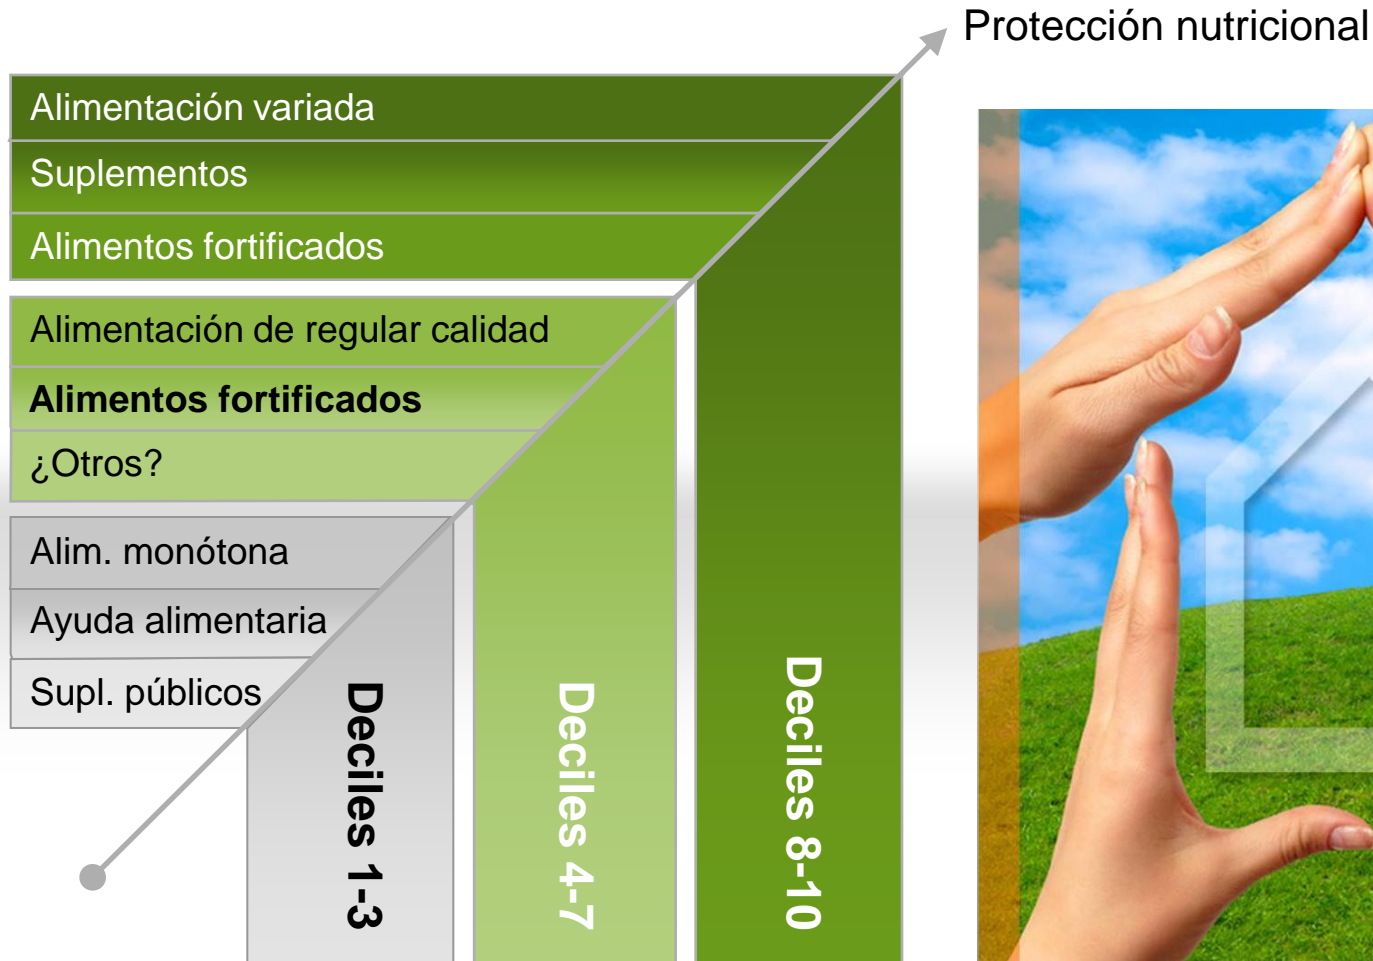 Protección nutricional
Alimentación variada
Suplementos
Alimentos fortificados
Alimentación de regular calidad
Alimentos fortificados
¿Otros?
Alim. monótona
Ayuda alimentaria
Supl. públicos
Deciles 1-3
Deciles 4-7
Deciles 8-10